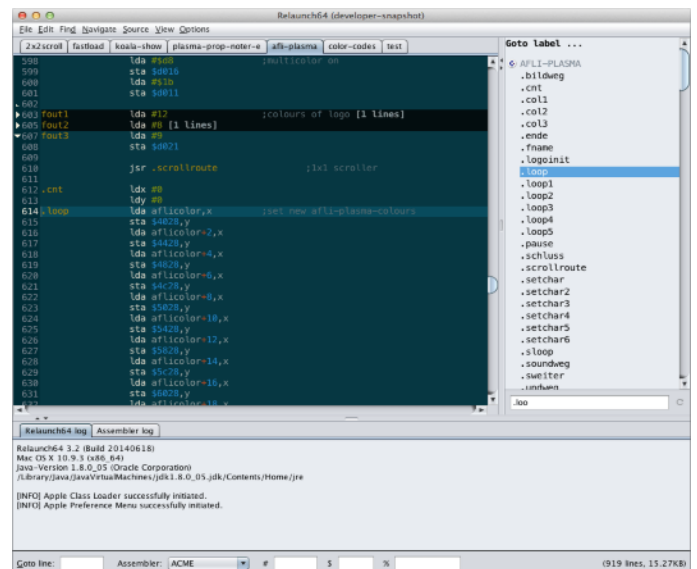 Relaunch64 (developer-snapshot)
File Edit Find Navigate Source View Options
2x2scroll fastload koala-show plasma-prop-noter-e afli-plasma color-codes test
598 lda #$d8 ;multicolor on
599 sta $d016
600 lda #$1b
601 sta $d011
602
603 fout1 lda #12 ;colours of logo [1 lines]
605 fout2 lda #8 [1 lines]
607 fout3 lda #9
608 sta $d021
609
610 jsr .scrollroute ;1x1 scroller
611
612 .cnt ldx #0
613 ldy #0
614 .loop lda aflicolor,x ;set new afli-plasma-colours
615 sta $4028,y
616 lda aflicolor+2,x
617 sta $4428,y
618 lda aflicolor+4,x
619 sta $4828,y
620 lda aflicolor+6,x
621 sta $4c28,y
622 lda aflicolor+8,x
623 sta $5028,y
624 lda aflicolor+10,x
625 sta $5428,y
626 lda aflicolor+12,x
627 sta $5828,y
628 lda aflicolor+14,x
629 sta $5c28,y
630 lda aflicolor+16,x
631 sta $6028,y
632 lda aflicolor+18,x
Goto label ...
AFLI-PLASMA
.bildweg
.cnt
.col1
.col2
.col3
.ende
.fname
.logoinit
.loop
.loop1
.loop2
.loop3
.loop4
.loop5
.pause
.schluss
.scrollroute
.setchar
.setchar2
.setchar3
.setchar4
.setchar5
.setchar6
.sloop
.soundweg
.sweiter
.undweg
.loo
Relaunch64 log Assembler log
Relaunch64 3.2 (Build 20140618)
Mac OS X 10.9.3 (x86_64)
Java-Version 1.8.0_05 (Oracle Corporation)
/Library/Java/JavaVirtualMachines/jdk1.8.0_05.jdk/Contents/Home/jre
[INFO] Apple Class Loader successfully initiated.
[INFO] Apple Preference Menu successfully initiated.
Goto line: Assembler: ACME # $ % (919 lines, 15.27KB)